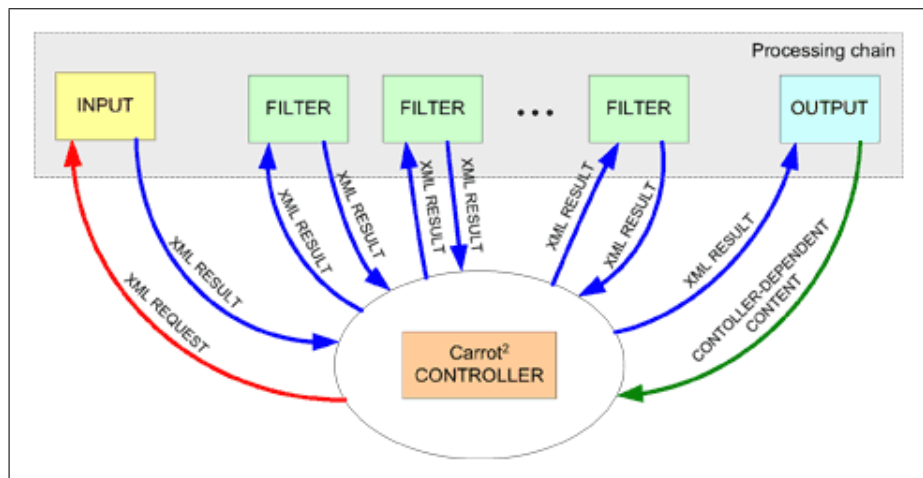 Processing chain
INPUT
FILTER
FILTER
...
FILTER
OUTPUT
XML REQUEST
XML RESULT
XML RESULT
XML RESULT
XML RESULT
XML RESULT
XML RESULT
XML RESULT
XML RESULT
CONTOLLER-DEPENDENT
CONTENT
Carrot²
CONTROLLER